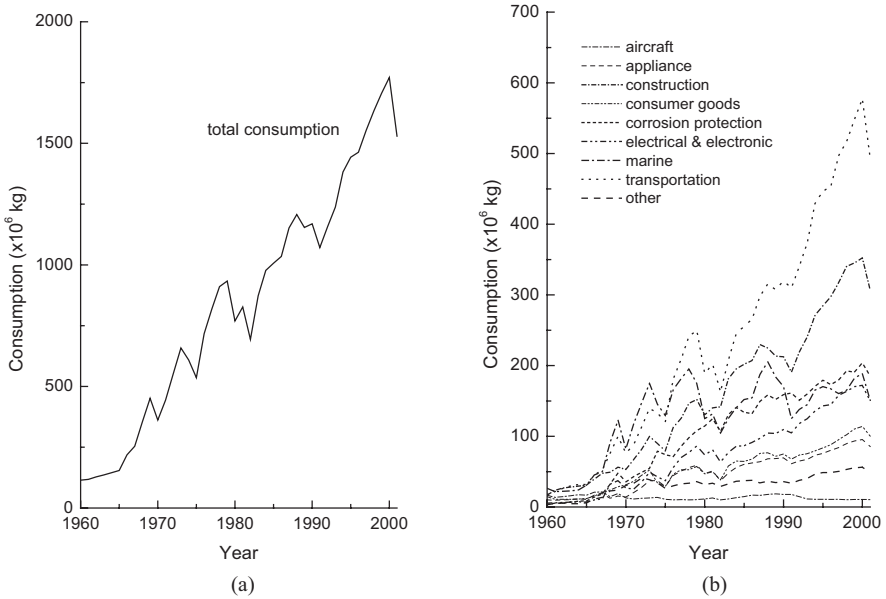 2000
1500
1000
500
0
Consumption (x10⁶ kg)
total consumption
1960 1970 1980 1990 2000
Year
(a)
700
600
500
400
300
200
100
0
Consumption (x10⁶ kg)
aircraft
appliance
construction
consumer goods
corrosion protection
electrical & electronic
marine
transportation
other
1960 1970 1980 1990 2000
Year
(b)